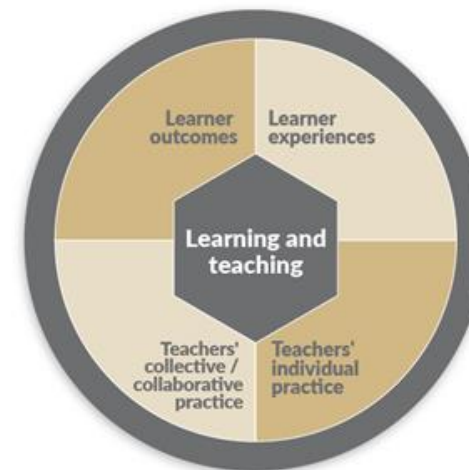 Learner
outcomes
Learner
experiences
Learning and
teaching
Teachers'
collective /
collaborative
practice
Teachers'
individual
practice